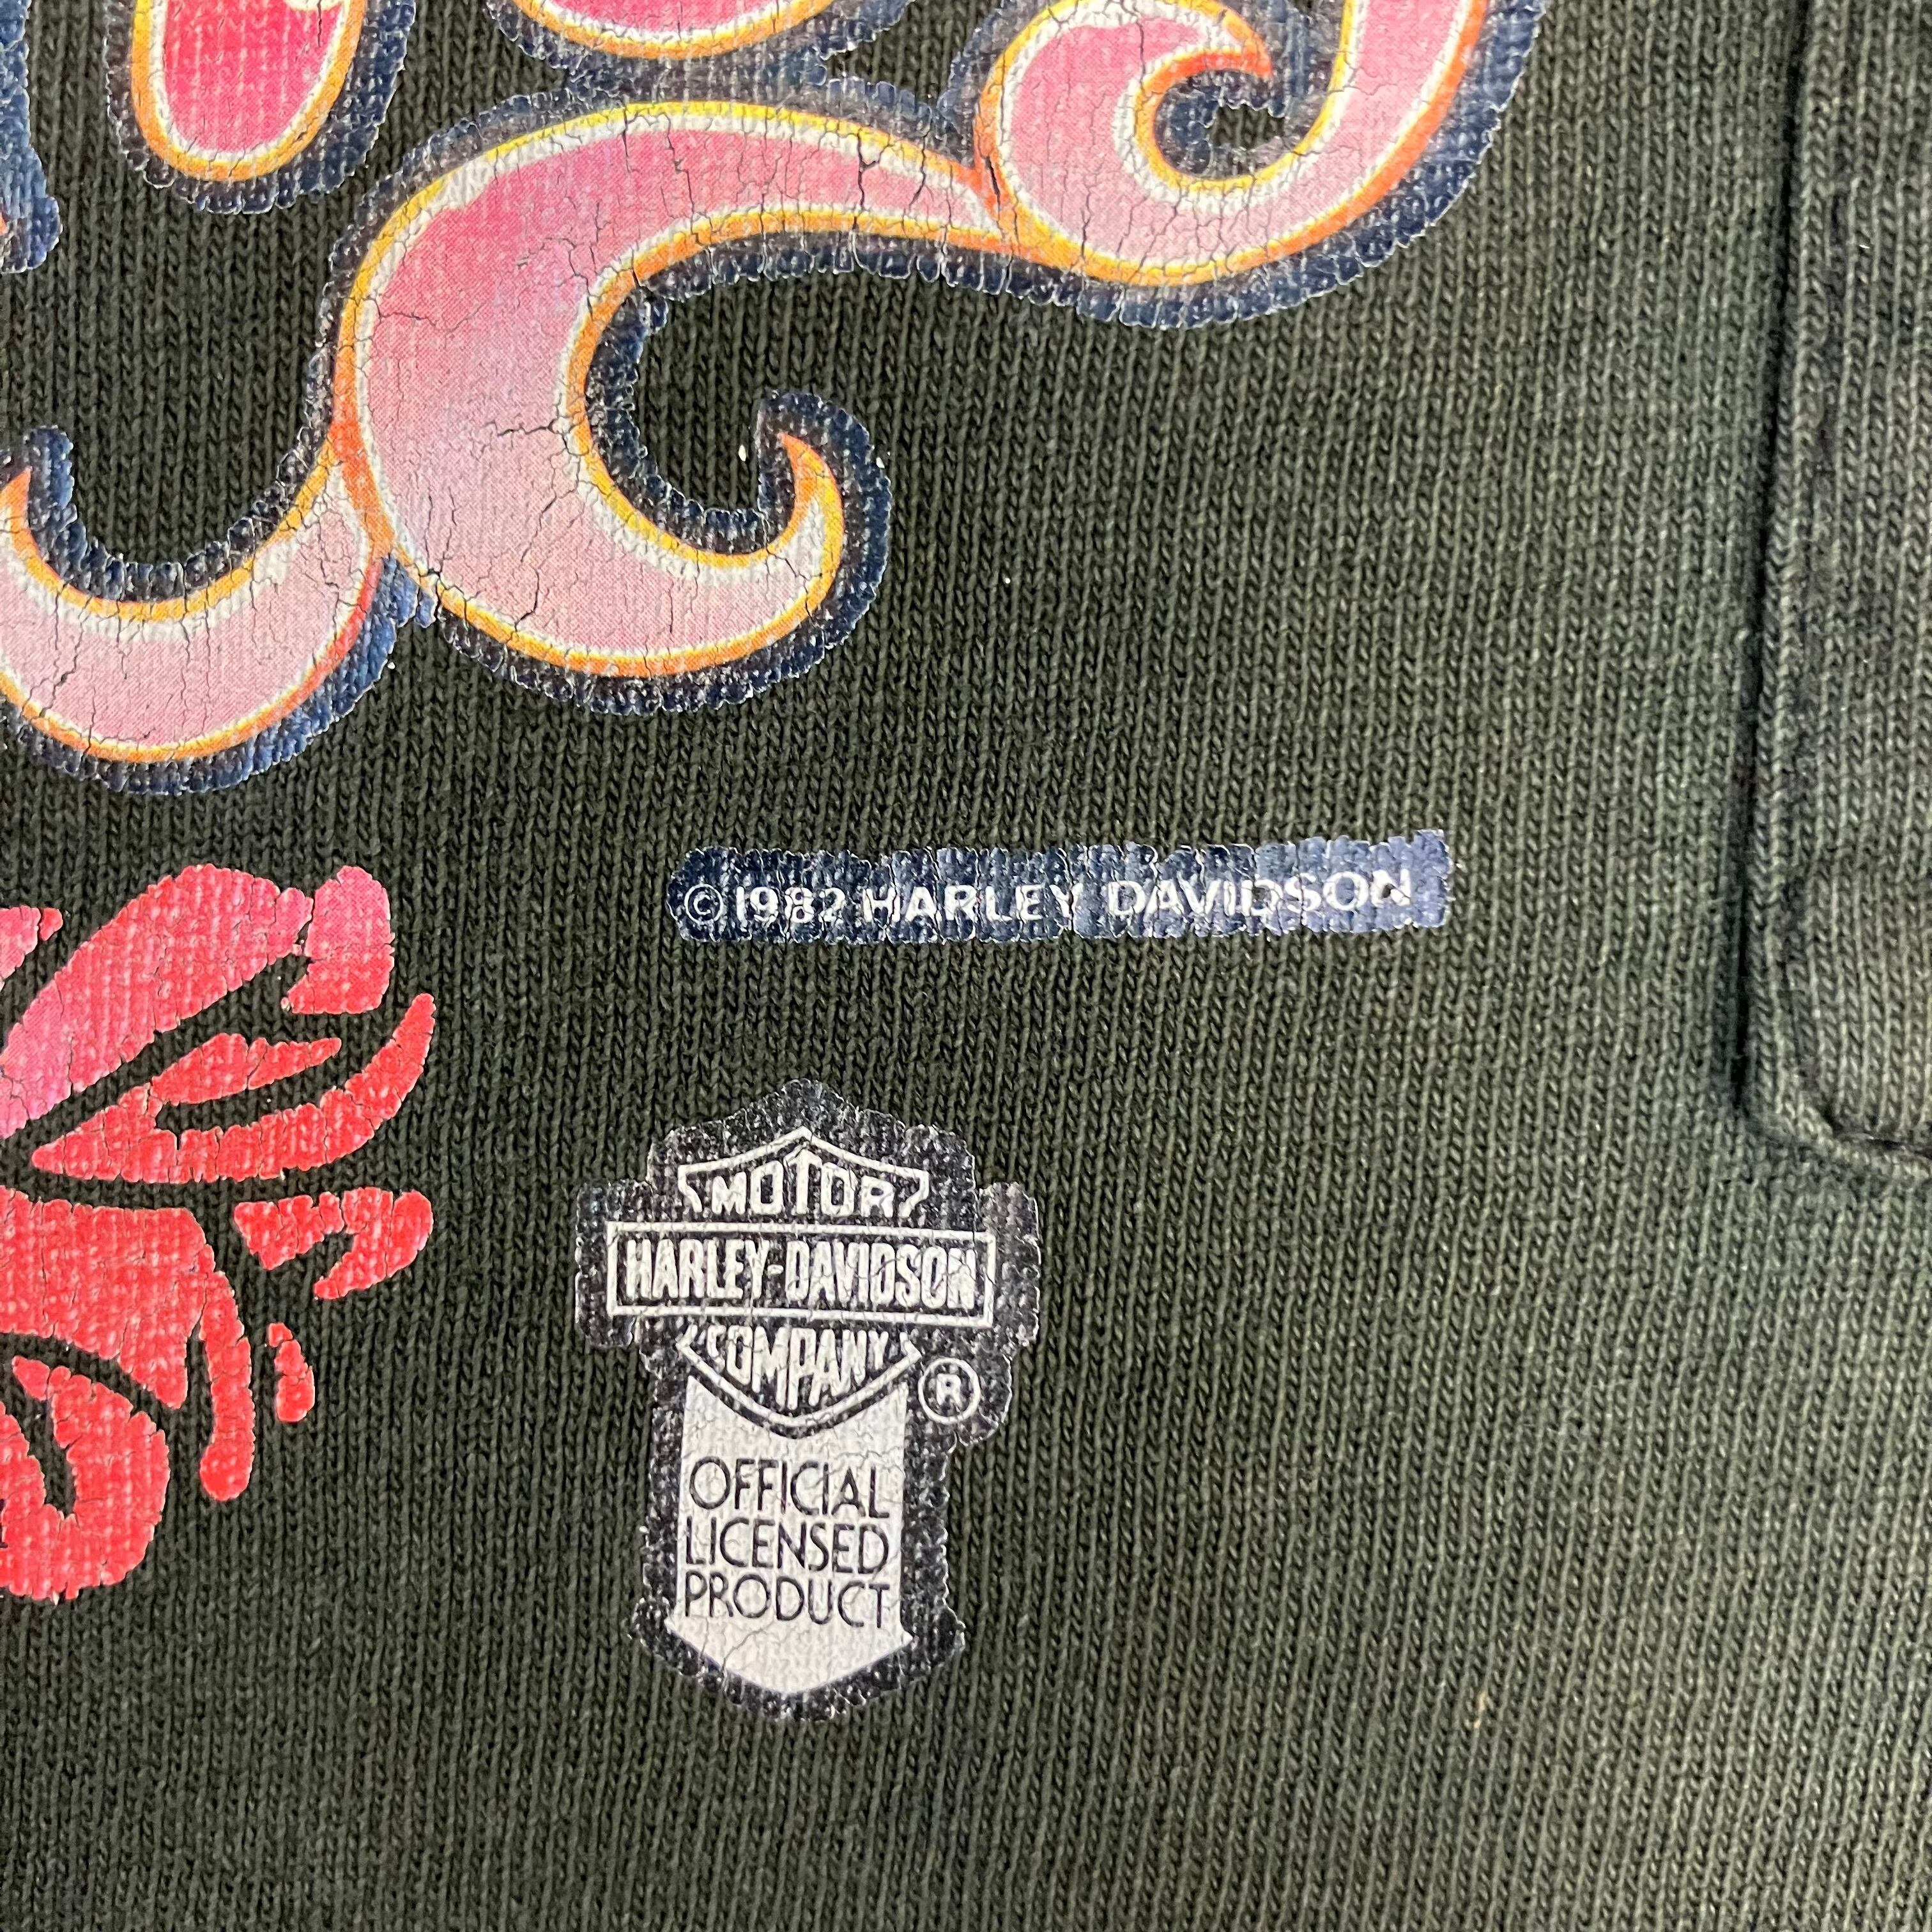 ©1982 HARLEY DAVIDSON
MOTOR
HARLEY-DAVIDSON
COMPANY
®
OFFICIAL
LICENSED
PRODUCT